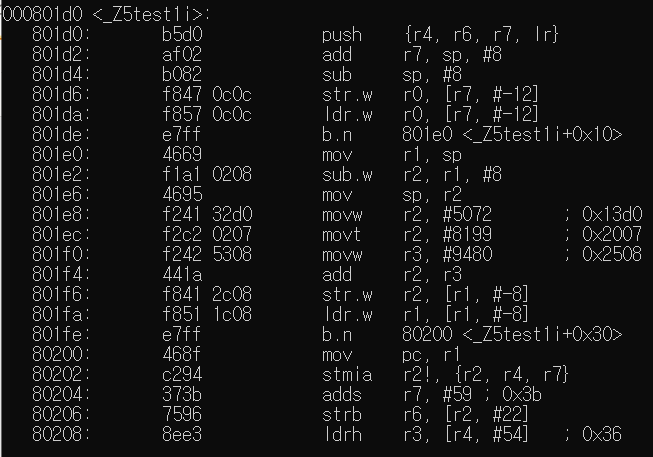 000801d0 <_Z5test1i>:
801d0: b5d0 push {r4, r6, r7, lr}
801d2: af02 add r7, sp, #8
801d4: b082 sub sp, #8
801d6: f847 0c0c str.w r0, [r7, #-12]
801da: f857 0c0c ldr.w r0, [r7, #-12]
801de: e7ff b.n 801e0 <_Z5test1i+0x10>
801e0: 4669 mov r1, sp
801e2: f1a1 0208 sub.w r2, r1, #8
801e6: 4695 mov sp, r2
801e8: f241 32d0 movw r2, #5072 ; 0x13d0
801ec: f2c2 0207 movt r2, #8199 ; 0x2007
801f0: f242 5308 movw r3, #9480 ; 0x2508
801f4: 441a add r2, r3
801f6: f841 2c08 str.w r2, [r1, #-8]
801fa: f851 1c08 ldr.w r1, [r1, #-8]
801fe: e7ff b.n 80200 <_Z5test1i+0x30>
80200: 468f mov pc, r1
80202: c294 stmia r2!, {r2, r4, r7}
80204: 373b adds r7, #59 ; 0x3b
80206: 7596 strb r6, [r2, #22]
80208: 8ee3 ldrh r3, [r4, #54] ; 0x36